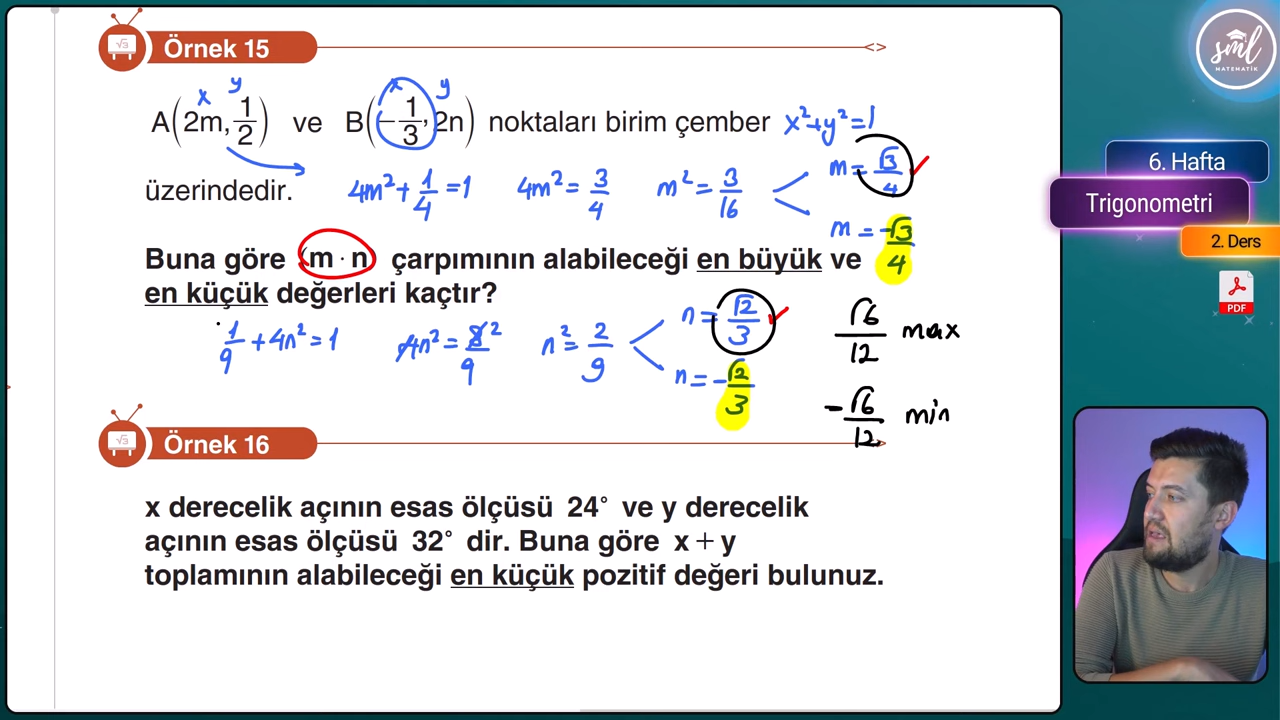 Örnek 15
x y x y
A(2m, 1/2) ve B(-1/3, 2n) noktaları birim çember x²+y²=1
üzerindedir. 4m²+1/4=1 4m²=3/4 m²=3/16 m=√3/4
m=-√3/4
Buna göre (m · n) çarpımının alabileceği en büyük ve
en küçük değerleri kaçtır?
1/9+4n²=1 4n²=8/9 2 n²=2/9 n=√2/3
n=-√2/3
√6/12 max
-√6/12 min
Örnek 16
x derecelik açının esas ölçüsü 24° ve y derecelik
açının esas ölçüsü 32° dir. Buna göre x+y
toplamının alabileceği en küçük pozitif değeri bulunuz.
sml
MATEMATİK
6. Hafta
Trigonometri
2. Ders
PDF